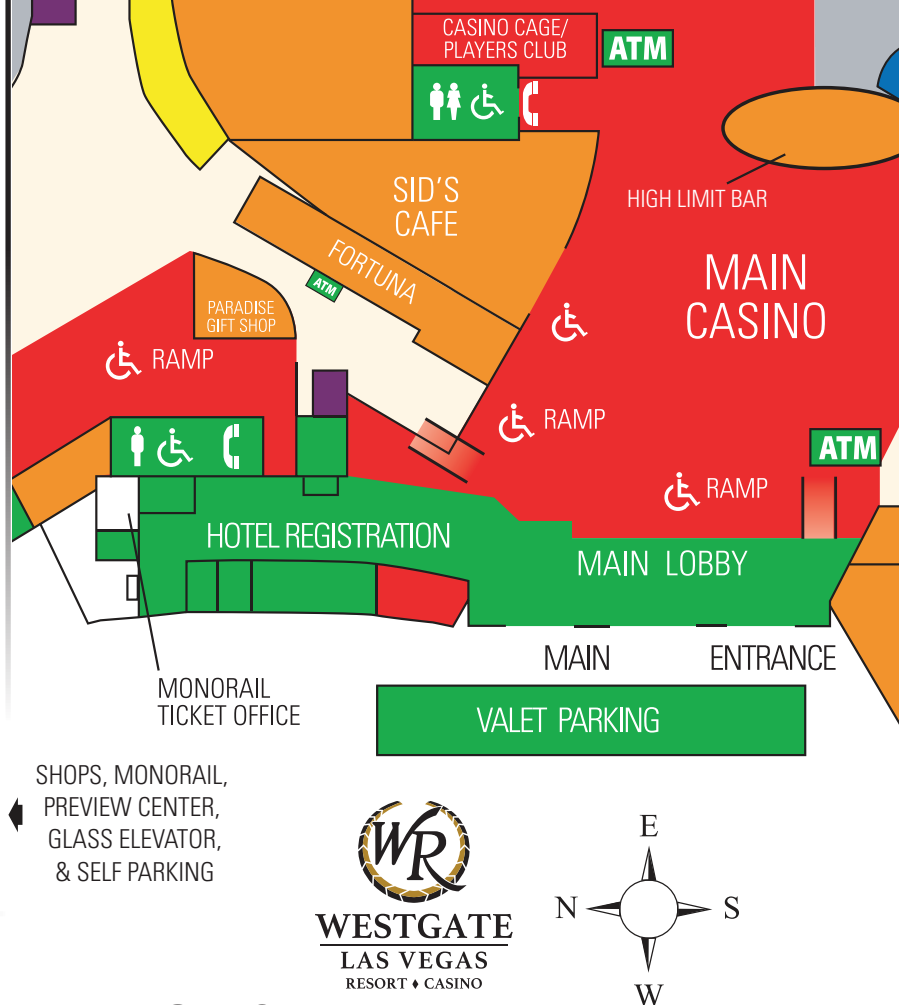 CASINO CAGE/
PLAYERS CLUB
ATM
HIGH LIMIT BAR
SID'S
CAFE
FORTUNA
ATM
MAIN
CASINO
PARADISE
GIFT SHOP
RAMP
RAMP
ATM
RAMP
HOTEL REGISTRATION
MAIN LOBBY
MAIN ENTRANCE
MONORAIL
TICKET OFFICE
VALET PARKING
SHOPS, MONORAIL,
PREVIEW CENTER,
GLASS ELEVATOR,
& SELF PARKING
WR
WESTGATE
LAS VEGAS
RESORT ♦ CASINO
E
N S
W